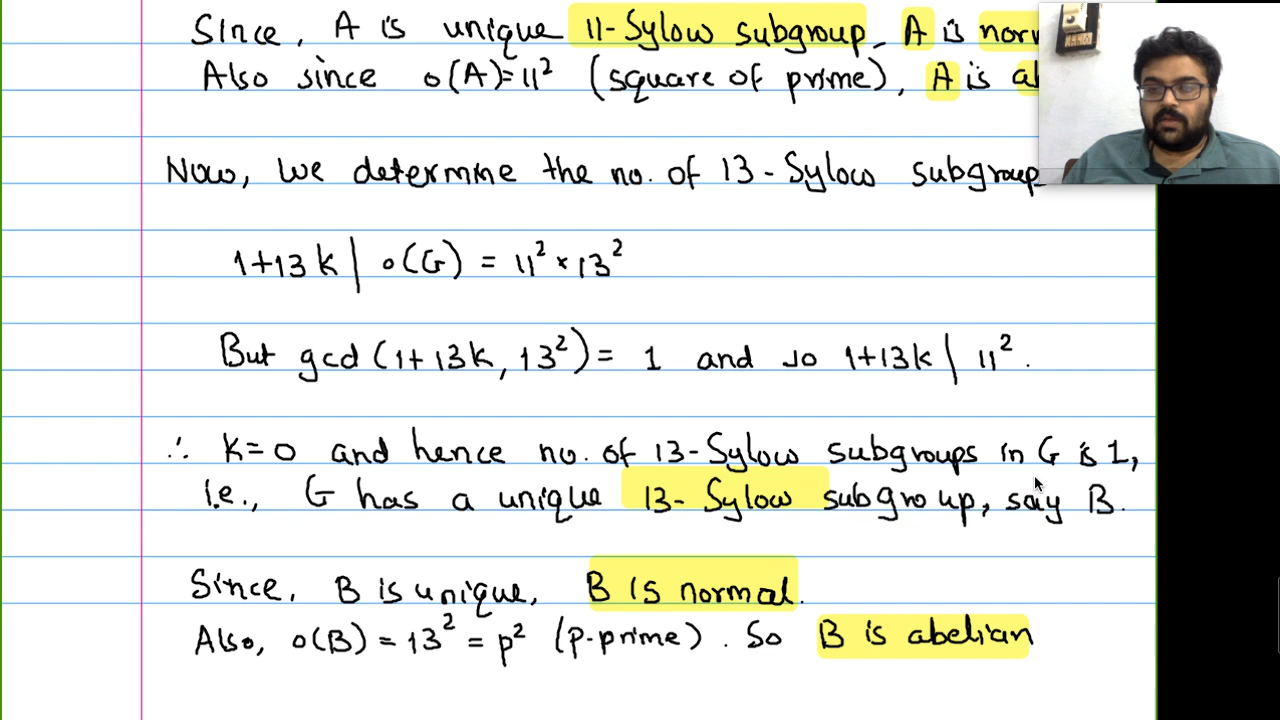 Since, A is unique 11-Sylow subgroup. A is
Also since o(A)=11² (square of prime), A is
Now, we determine the no. of 13-Sylow subgroup
1+13k | o(G) = 11² × 13²
But gcd (1+13k, 13²) = 1 and so 1+13k | 11².
∴ k=0 and hence no. of 13-Sylow subgroups in G is 1,
i.e., G has a unique 13-Sylow subgroup, say B.
Since, B is unique, B is normal.
Also, o(B) = 13² = p² (p-prime). So B is abelian